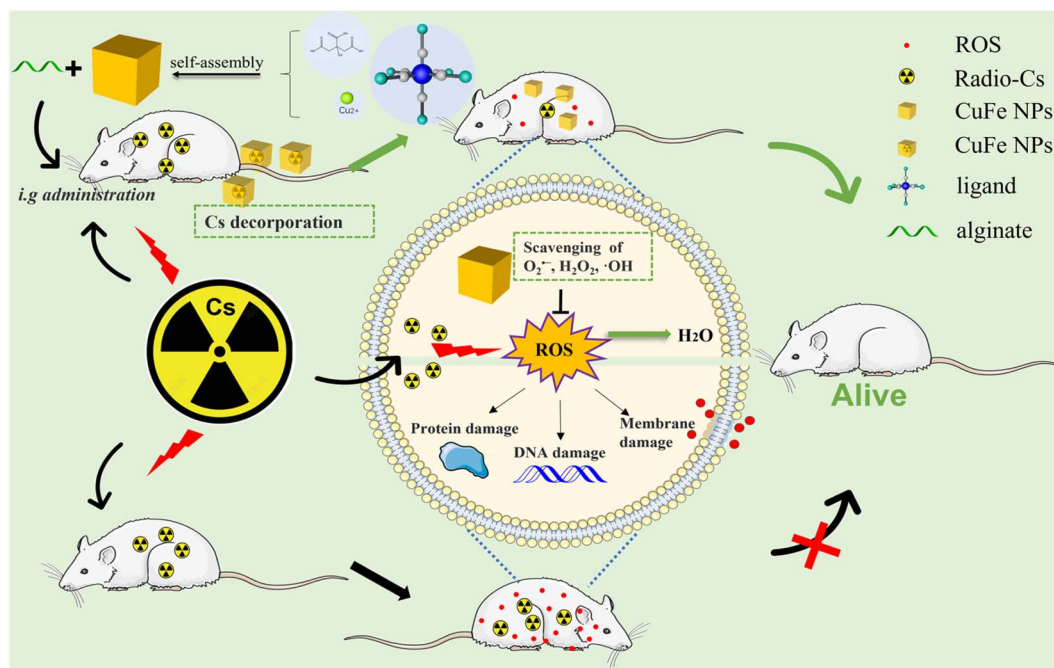 self-assembly
Cu2+
i.g administration
Cs decorporation
Cs
Scavenging of
O₂•−, H₂O₂, ·OH
ROS
H₂O
Protein damage
DNA damage
Membrane
damage
ROS
Radio-Cs
CuFe NPs
CuFe NPs
ligand
alginate
Alive